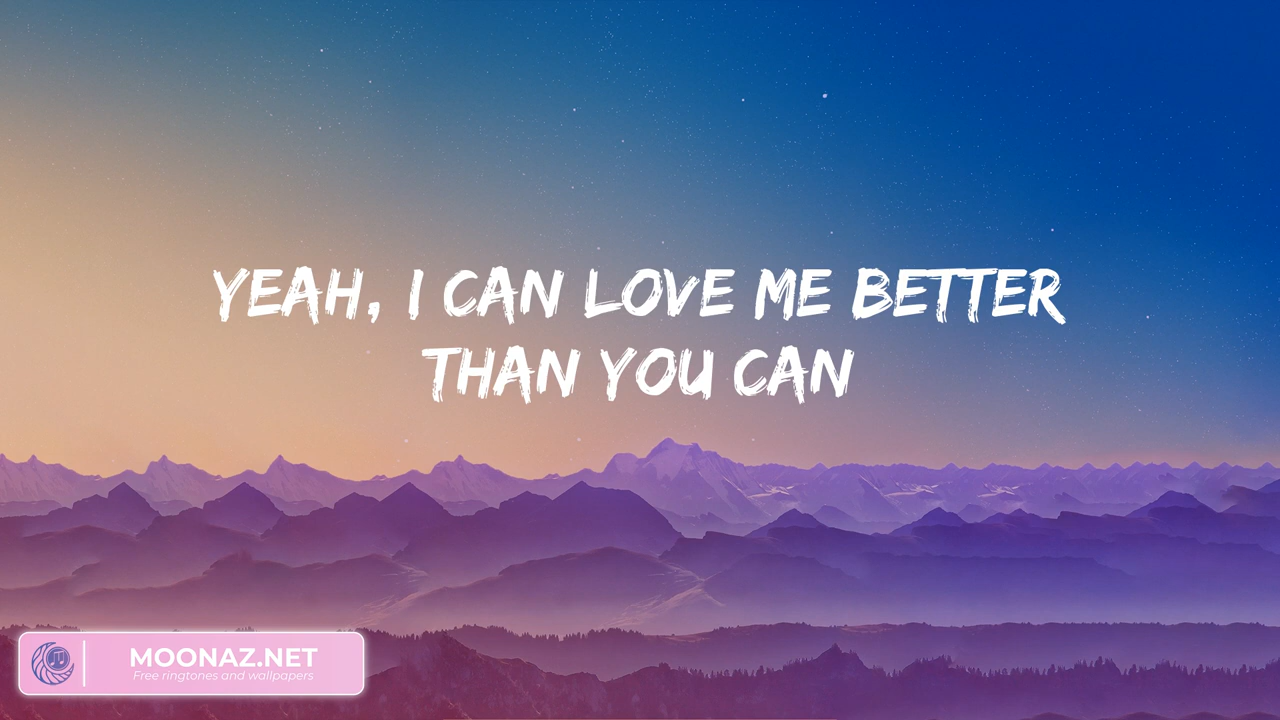 YEAH, I CAN LOVE ME BETTER
THAN YOU CAN
MOONAZ.NET
Free ringtones and wallpapers